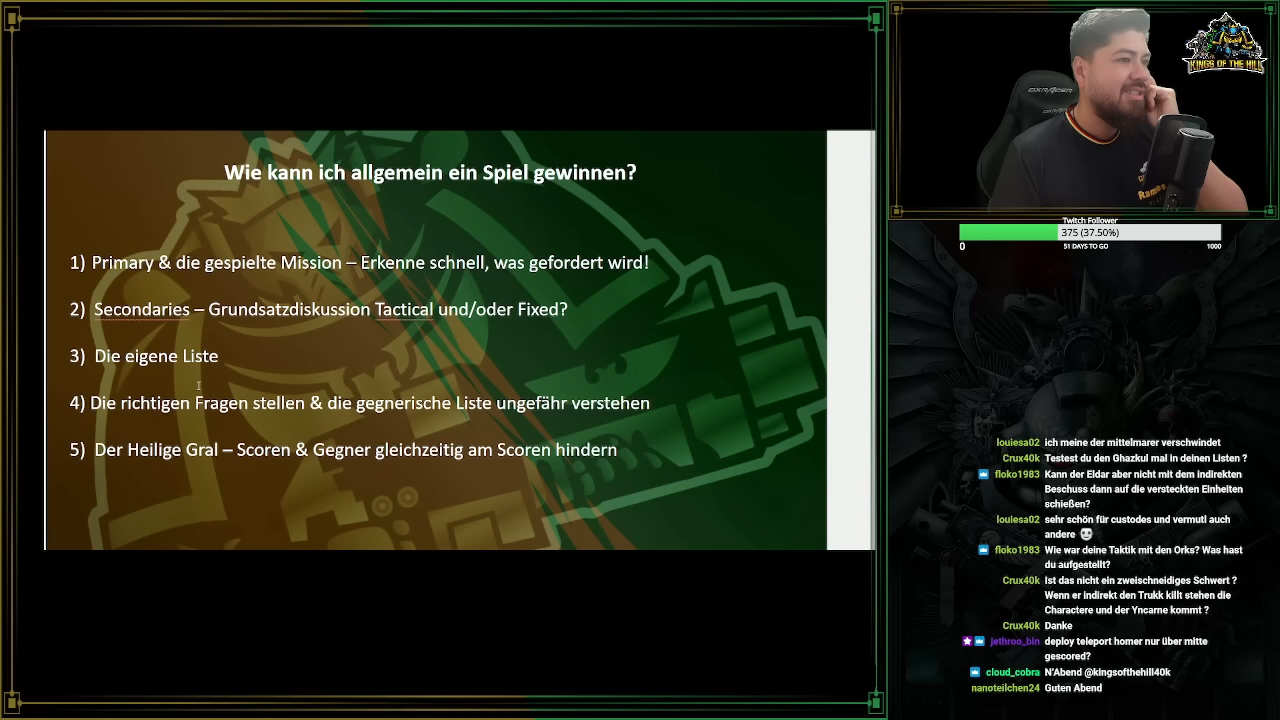 Wie kann ich allgemein ein Spiel gewinnen?
1) Primary & die gespielte Mission – Erkenne schnell, was gefordert wird!
2) Secondaries – Grundsatzdiskussion Tactical und/oder Fixed?
3) Die eigene Liste
4) Die richtigen Fragen stellen & die gegnerische Liste ungefähr verstehen
5) Der Heilige Gral – Scoren & Gegner gleichzeitig am Scoren hindern
KINGS OF THE HILL
DXRACER
Twitch Follower
375 (37.50%)
0
51 DAYS TO GO
1000
louiesa02 ich meine der mittelmarer verschwindet
Crux40k Testest du den Ghazkul mal in deinen Listen ?
floko1983 Kann der Eldar aber nicht mit dem indirekten
Beschuss dann auf die versteckten Einheiten
schießen?
louiesa02 sehr schön für custodes und vermutl auch
andere
floko1983 Wie war deine Taktik mit den Orks? Was hast
du aufgestellt?
Crux40k Ist das nicht ein zweischneidiges Schwert ?
Wenn er indirekt den Trukk killt stehen die
Charactere und der Yncarne kommt ?
Crux40k Danke
jethroo_bln deploy teleport homer nur über mitte
gescored?
cloud_cobra N'Abend @kingsofthehill40k
nanoteilchen24 Guten Abend